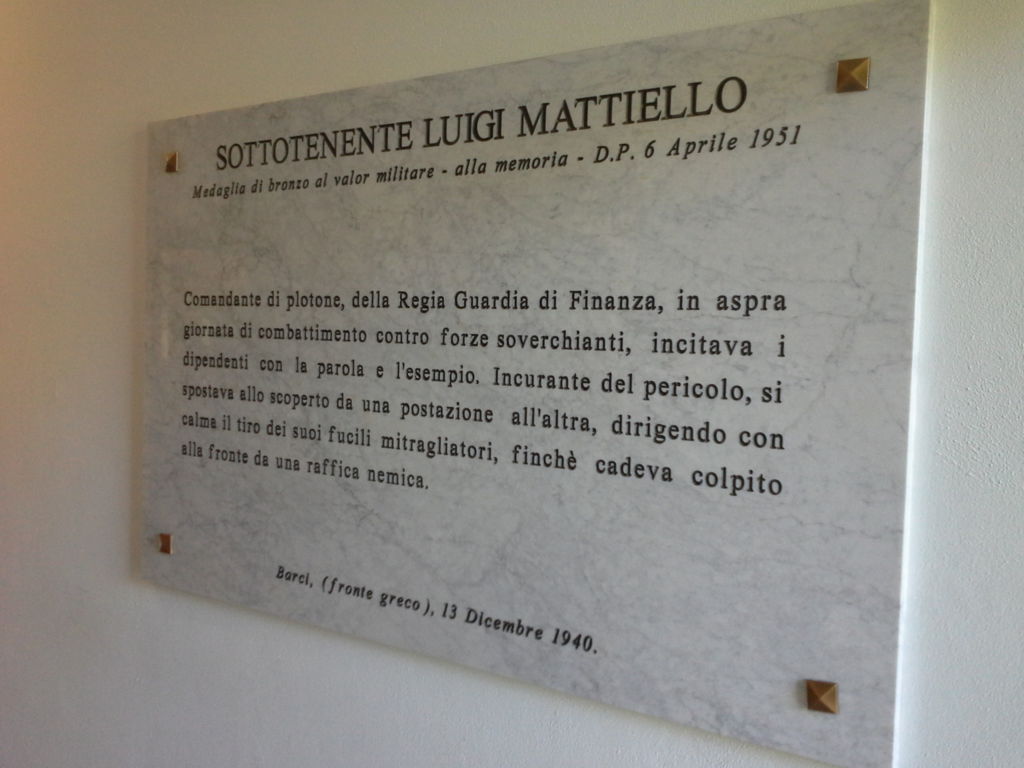 SOTTOTENENTE LUIGI MATTIELLO
Medaglia di bronzo al valor militare - alla memoria - D.P. 6 Aprile 1951
Comandante di plotone, della Regia Guardia di Finanza, in aspra
giornata di combattimento contro forze soverchianti, incitava i
dipendenti con la parola e l'esempio. Incurante del pericolo, si
spostava allo scoperto da una postazione all'altra, dirigendo con
calma il tiro dei suoi fucili mitragliatori, finchè cadeva colpito
alla fronte da una raffica nemica.
Barci, (fronte greco), 13 Dicembre 1940.